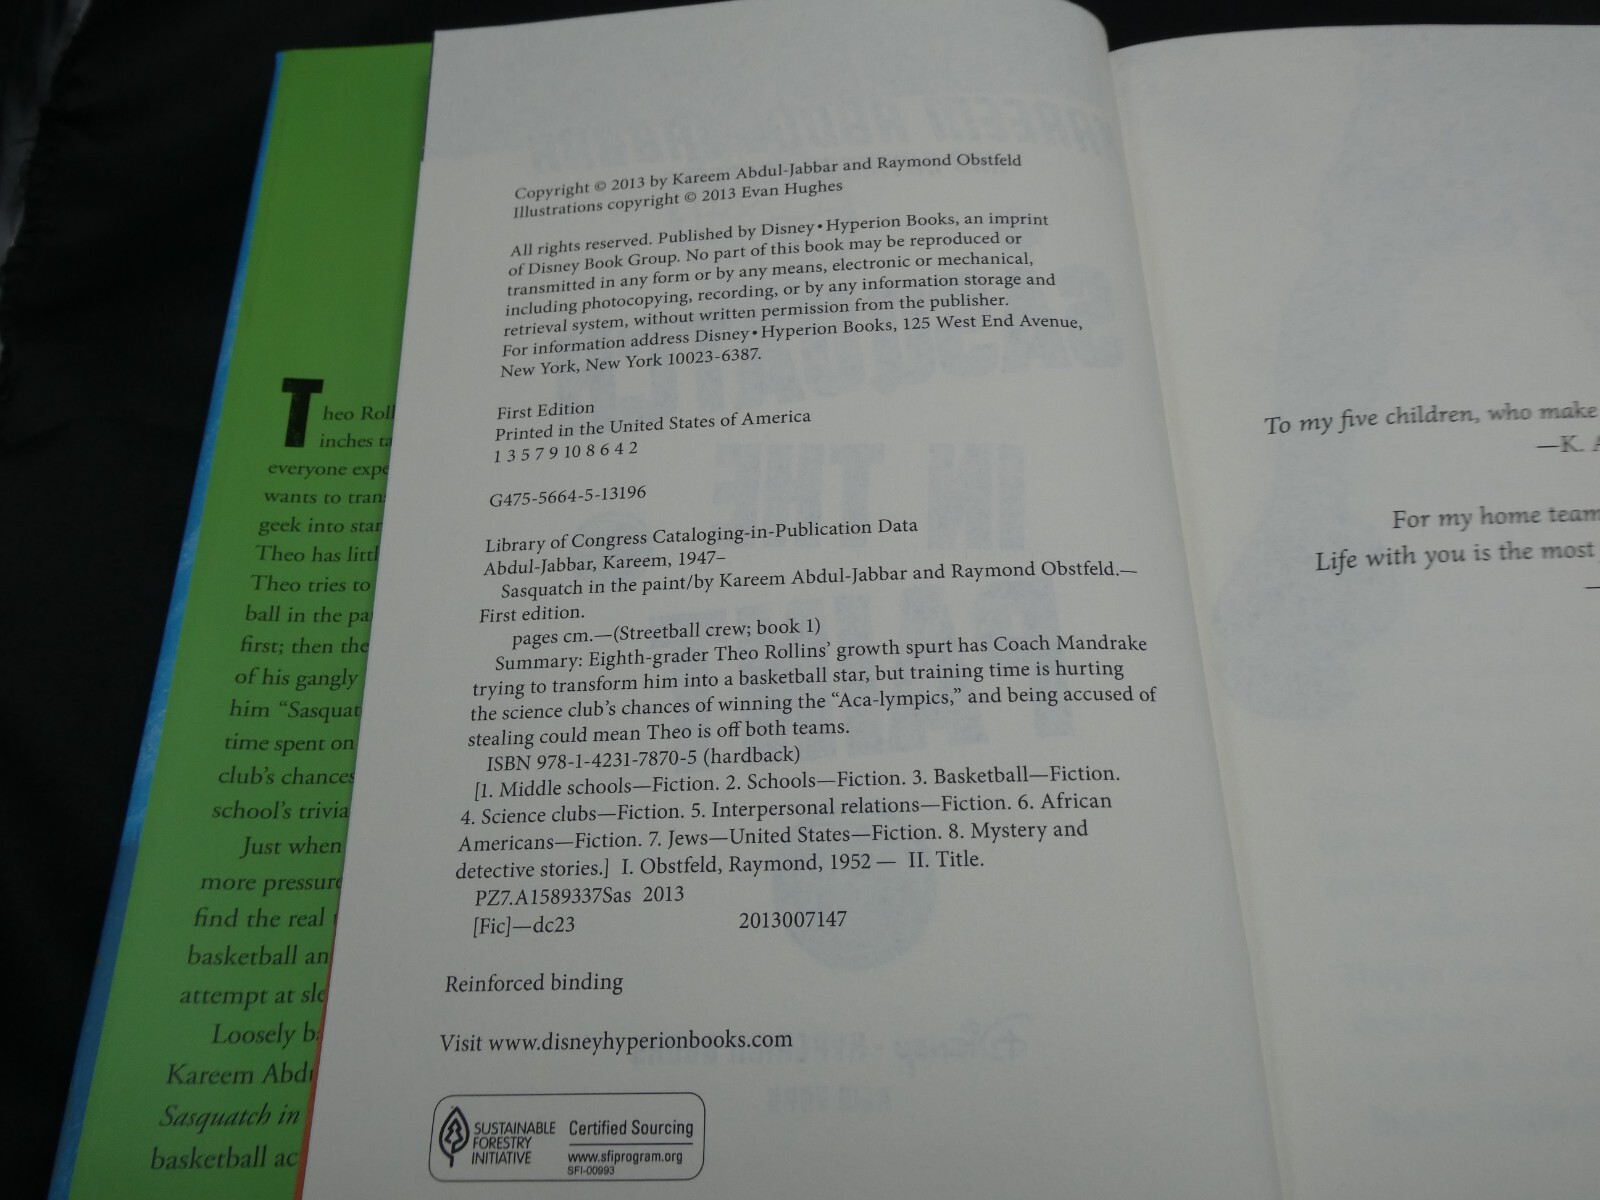 Theo Roll
inches ta
everyone expe
wants to tran
geek into star
Theo has littl
Theo tries to
ball in the pa
first; then the
of his gangly
him “Sasquat
time spent on
club’s chances
school’s trivia
Just when
more pressure
find the real
basketball an
attempt at sle
Loosely ba
Kareem Abdu
Sasquatch in
basketball ac
Copyright © 2013 by Kareem Abdul-Jabbar and Raymond Obstfeld
Illustrations copyright © 2013 Evan Hughes
All rights reserved. Published by Disney • Hyperion Books, an imprint
of Disney Book Group. No part of this book may be reproduced or
transmitted in any form or by any means, electronic or mechanical,
including photocopying, recording, or by any information storage and
retrieval system, without written permission from the publisher.
For information address Disney • Hyperion Books, 125 West End Avenue,
New York, New York 10023-6387.
First Edition
Printed in the United States of America
1 3 5 7 9 10 8 6 4 2
G475-5664-5-13196
Library of Congress Cataloging-in-Publication Data
Abdul-Jabbar, Kareem, 1947–
Sasquatch in the paint/by Kareem Abdul-Jabbar and Raymond Obstfeld.—
First edition.
pages cm.—(Streetball crew; book 1)
Summary: Eighth-grader Theo Rollins’ growth spurt has Coach Mandrake
trying to transform him into a basketball star, but training time is hurting
the science club’s chances of winning the “Aca-lympics,” and being accused of
stealing could mean Theo is off both teams.
ISBN 978-1-4231-7870-5 (hardback)
[1. Middle schools—Fiction. 2. Schools—Fiction. 3. Basketball—Fiction.
4. Science clubs—Fiction. 5. Interpersonal relations—Fiction. 6. African
Americans—Fiction. 7. Jews—United States—Fiction. 8. Mystery and
detective stories.] I. Obstfeld, Raymond, 1952 — II. Title.
PZ7.A1589337Sas 2013
[Fic]—dc23 2013007147
Reinforced binding
Visit www.disneyhyperionbooks.com
SUSTAINABLE
FORESTRY
INITIATIVE
Certified Sourcing
www.sfiprogram.org
SFI-00993
To my five children, who make
—K. A
For my home team
Life with you is the most
—